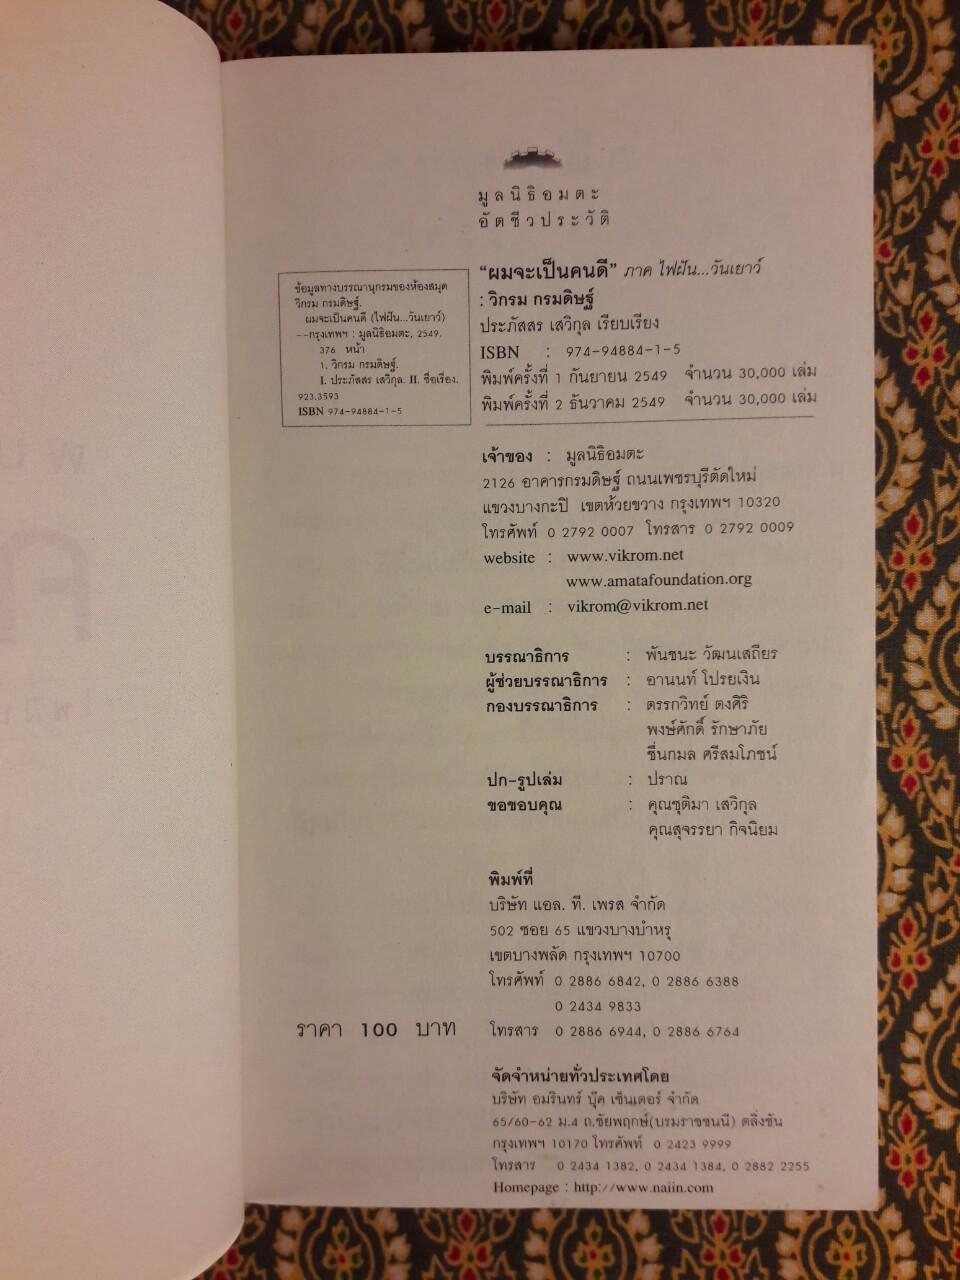 มูลนิธิอมตะ
อัตชีวประวัติ
ข้อมูลทางบรรณานุกรมของห้องสมุด
วิกรม กรมดิษฐ์.
ผมจะเป็นคนดี (ไฟฝัน...วันเยาว์)
--กรุงเทพฯ : มูลนิธิอมตะ, 2549.
376 หน้า
1. วิกรม กรมดิษฐ์.
I. ประภัสสร เสวิกุล. II. ชื่อเรื่อง.
923.3593
ISBN 974-94884-1-5
“ผมจะเป็นคนดี” ภาค ไฟฝัน...วันเยาว์
: วิกรม กรมดิษฐ์
ประภัสสร เสวิกุล เรียบเรียง
ISBN : 974-94884-1-5
พิมพ์ครั้งที่ 1 กันยายน 2549 จำนวน 30,000 เล่ม
พิมพ์ครั้งที่ 2 ธันวาคม 2549 จำนวน 30,000 เล่ม
เจ้าของ : มูลนิธิอมตะ
2126 อาคารกรมดิษฐ์ ถนนเพชรบุรีตัดใหม่
แขวงบางกะปิ เขตห้วยขวาง กรุงเทพฯ 10320
โทรศัพท์ 0 2792 0007 โทรสาร 0 2792 0009
website : www.vikrom.net
www.amatafoundation.org
e-mail : vikrom@vikrom.net
บรรณาธิการ : พันชนะ วัฒนเสถียร
ผู้ช่วยบรรณาธิการ : อานนท์ โปรยเงิน
กองบรรณาธิการ : ตรรกวิทย์ ตงศิริ
พงษ์ศักดิ์ รักษาภัย
ชื่นกมล ศรีสมโภชน์
ปก-รูปเล่ม : ปราณ
ขอขอบคุณ : คุณชุติมา เสวิกุล
คุณสุจรรยา กิจนิยม
พิมพ์ที่
บริษัท แอล. ที. เพรส จำกัด
502 ซอย 65 แขวงบางบำหรุ
เขตบางพลัด กรุงเทพฯ 10700
โทรศัพท์ 0 2886 6842, 0 2886 6388
0 2434 9833
โทรสาร 0 2886 6944, 0 2886 6764
ราคา 100 บาท
จัดจำหน่ายทั่วประเทศโดย
บริษัท อมรินทร์ บุ๊ค เซ็นเตอร์ จำกัด
65/60-62 ม.4 ถ.ชัยพฤกษ์(บรมราชชนนี) ตลิ่งชัน
กรุงเทพฯ 10170 โทรศัพท์ 0 2423 9999
โทรสาร 0 2434 1382, 0 2434 1384, 0 2882 2255
Homepage : http://www.naiin.com